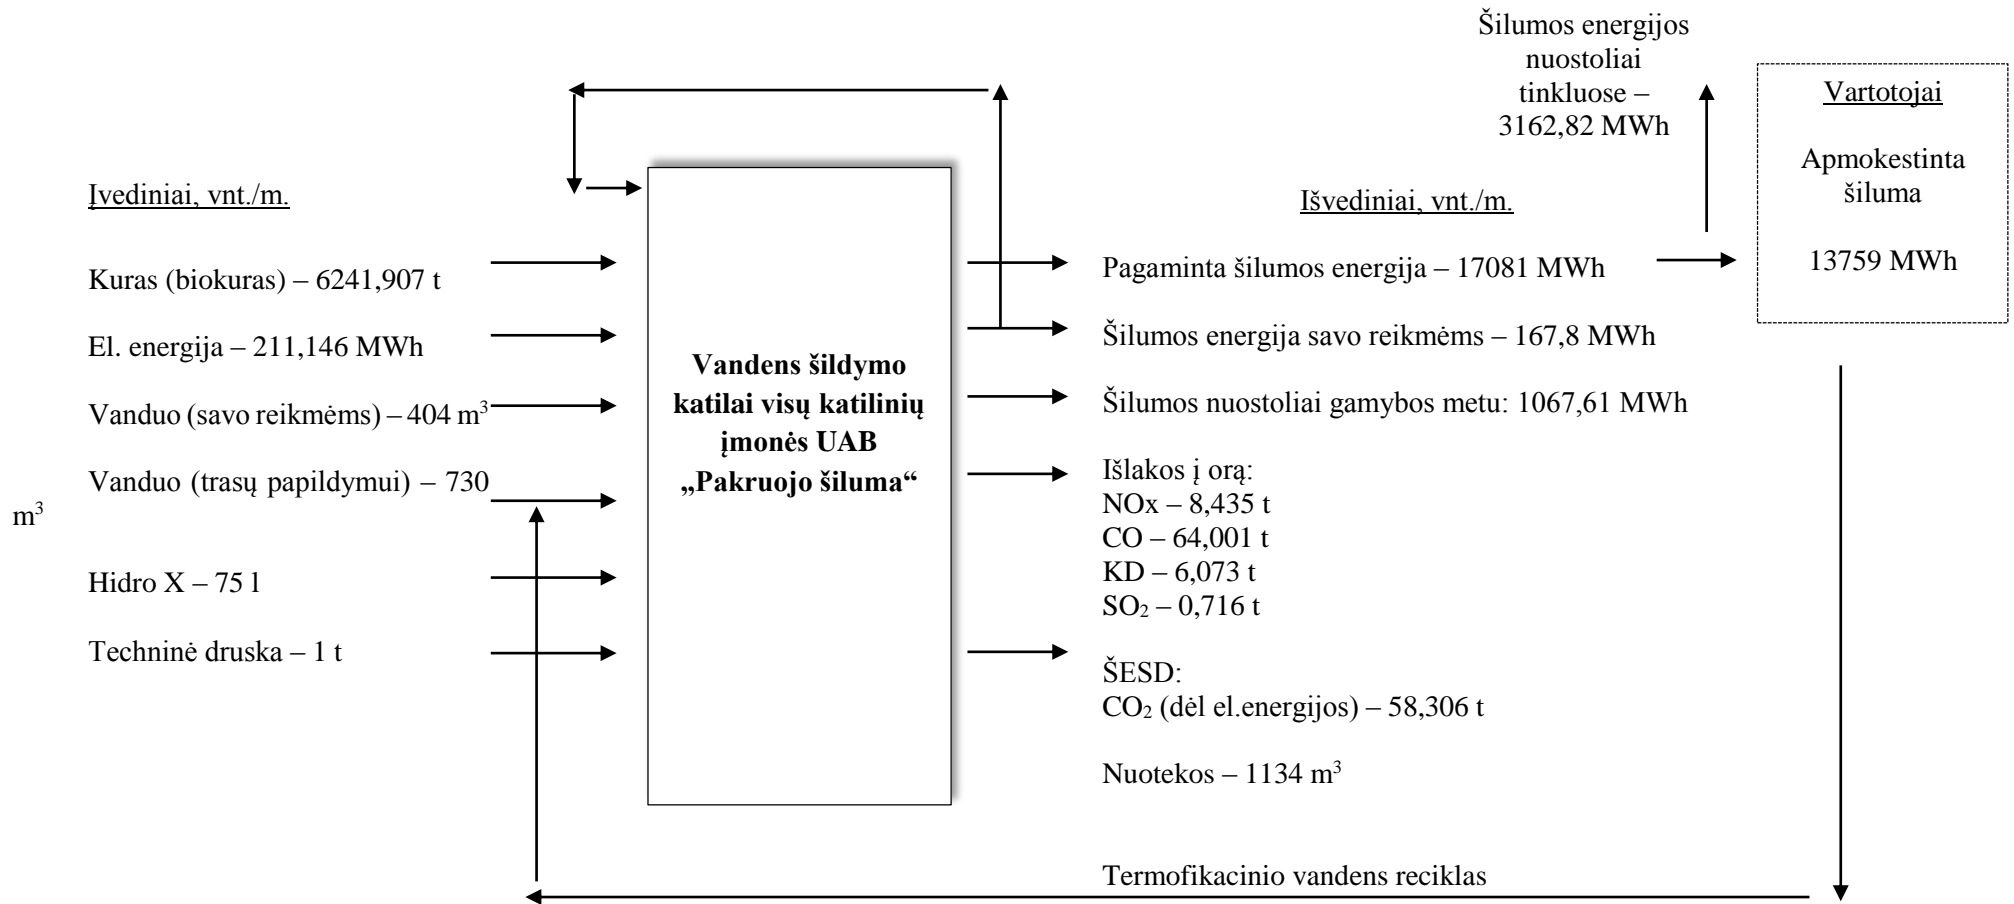 Įvediniai, vnt./m.
Kuras (biokuras) – 6241,907 t
El. energija – 211,146 MWh
Vanduo (savo reikmėms) – 404 m³
Vanduo (trasų papildymui) – 730
m³
Hidro X – 75 l
Techninė druska – 1 t
Vandens šildymo
katilai visų katilinių
įmonės UAB
„Pakruojo šiluma“
Išvediniai, vnt./m.
Pagaminta šilumos energija – 17081 MWh
Šilumos energija savo reikmėms – 167,8 MWh
Šilumos nuostoliai gamybos metu: 1067,61 MWh
Išlakos į orą:
NOx – 8,435 t
CO – 64,001 t
KD – 6,073 t
SO₂ – 0,716 t
ŠESD:
CO₂ (dėl el.energijos) – 58,306 t
Nuotekos – 1134 m³
Termofikacinio vandens reciklas
Šilumos energijos
nuostoliai
tinkluose –
3162,82 MWh
Vartotojai
Apmokestinta
šiluma
13759 MWh